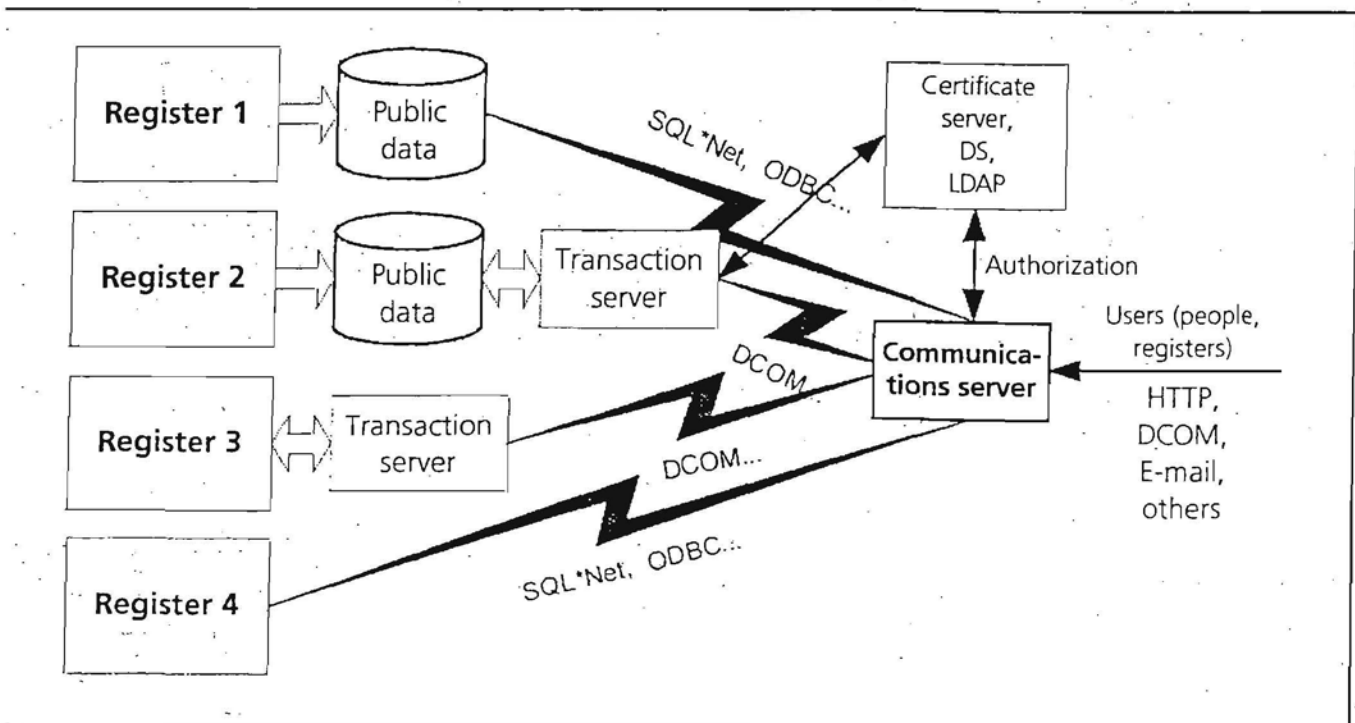 Register 1
Public
data
SQL*Net, ODBC...
Certificate
server,
DS,
LDAP
Register 2
Public
data
Transaction
server
Authorization
Users (people,
registers)
DCOM...
Communica-
tions server
HTTP,
DCOM,
E-mail,
others
Register 3
Transaction
server
DCOM...
SQL*Net, ODBC...
Register 4